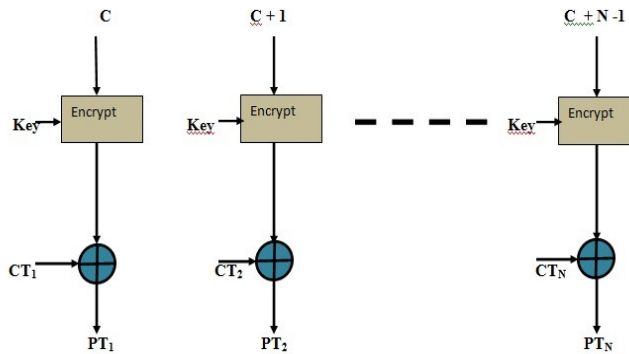 C
C + 1
C + N -1
Encrypt
Encrypt
Encrypt
Key
Key
Key
CT1
CT2
CTN
PT1
PT2
PTN